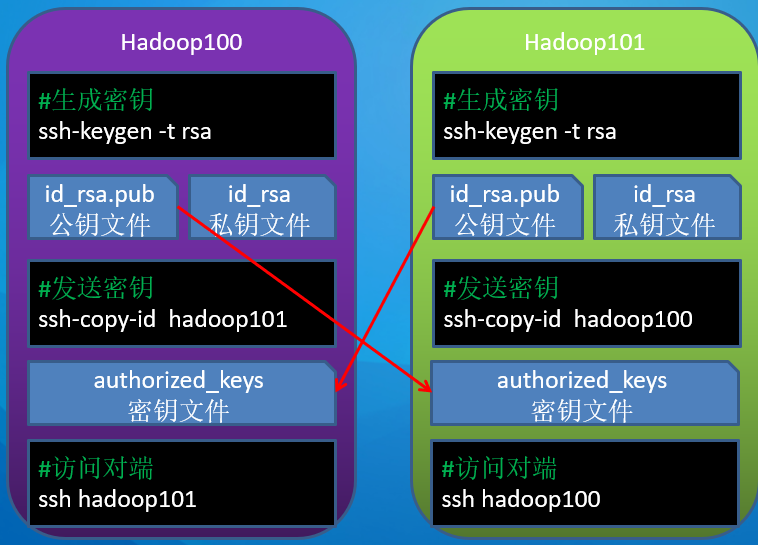 Hadoop100
#生成密钥
ssh-keygen -t rsa
id_rsa.pub
公钥文件
id_rsa
私钥文件
#发送密钥
ssh-copy-id hadoop101
authorized_keys
密钥文件
#访问对端
ssh hadoop101
Hadoop101
#生成密钥
ssh-keygen -t rsa
id_rsa.pub
公钥文件
id_rsa
私钥文件
#发送密钥
ssh-copy-id hadoop100
authorized_keys
密钥文件
#访问对端
ssh hadoop100